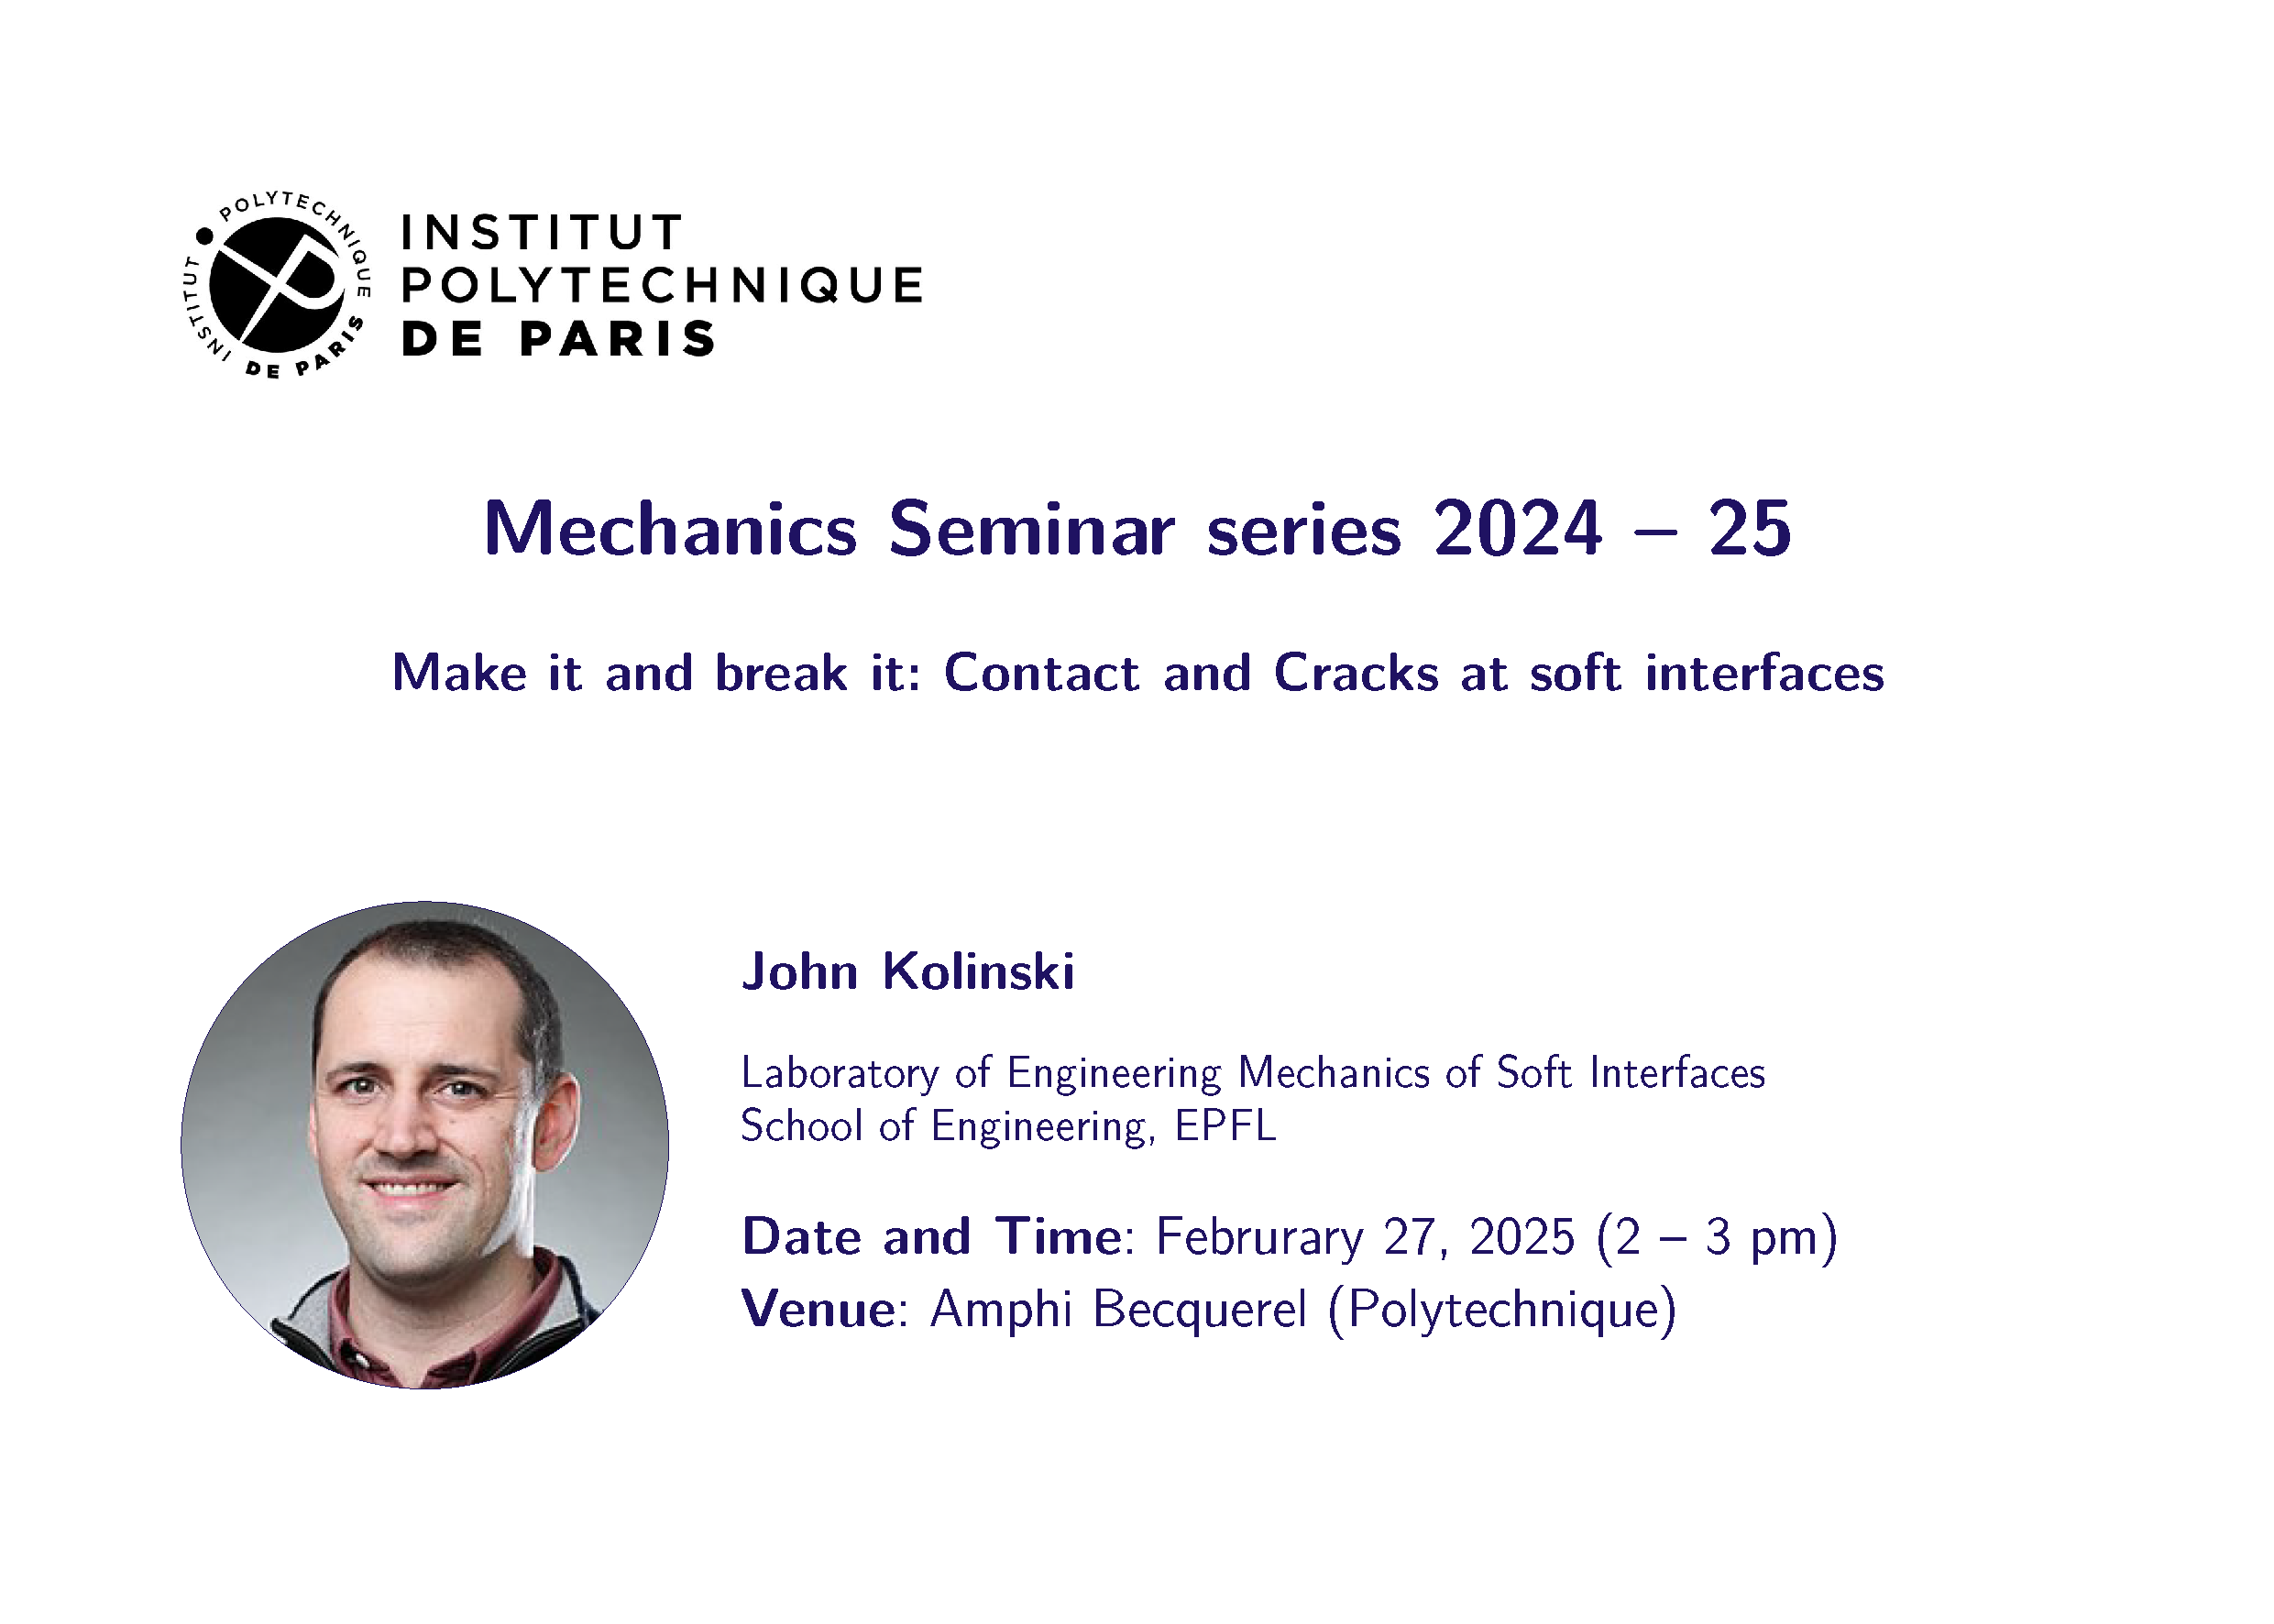 INSTITUT POLYTECHNIQUE DE PARIS
INSTITUT
POLYTECHNIQUE
DE PARIS
Mechanics Seminar series 2024 – 25
Make it and break it: Contact and Cracks at soft interfaces
John Kolinski
Laboratory of Engineering Mechanics of Soft Interfaces
School of Engineering, EPFL
Date and Time: Februrary 27, 2025 (2 – 3 pm)
Venue: Amphi Becquerel (Polytechnique)